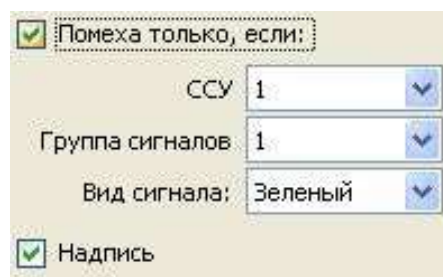 Помеха только, если:
ССУ 1
Группа сигналов 1
Вид сигнала: Зеленый
Надпись